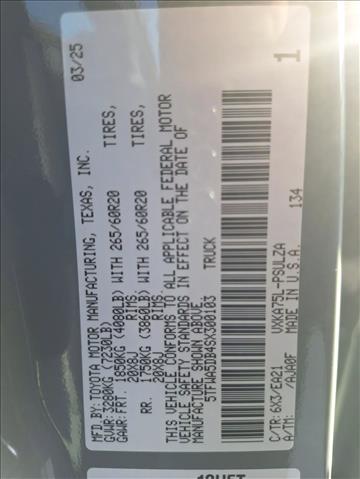 MFD.BY:TOYOTA MOTOR MANUFACTURING, TEXAS, INC. 03/25
GVWR:3280KG (7230LB)
GAWR:FRT. 1850KG (4080LB) WITH 265/60R20 TIRES,
20X8J RIMS
RR. 1750KG (3860LB) WITH 265/60R20 TIRES,
20X8J RIMS
THIS VEHICLE CONFORMS TO ALL APPLICABLE FEDERAL MOTOR
VEHICLE SAFETY STANDARDS IN EFFECT ON THE DATE OF
MANUFACTURE SHOWN ABOVE.
5TFWA5DB4SX300103 TRUCK
C/TR: 6X3/EA21 VXKA75L-PSULZA 1
A/TM: /AJA0F MADE IN U.S.A. 134